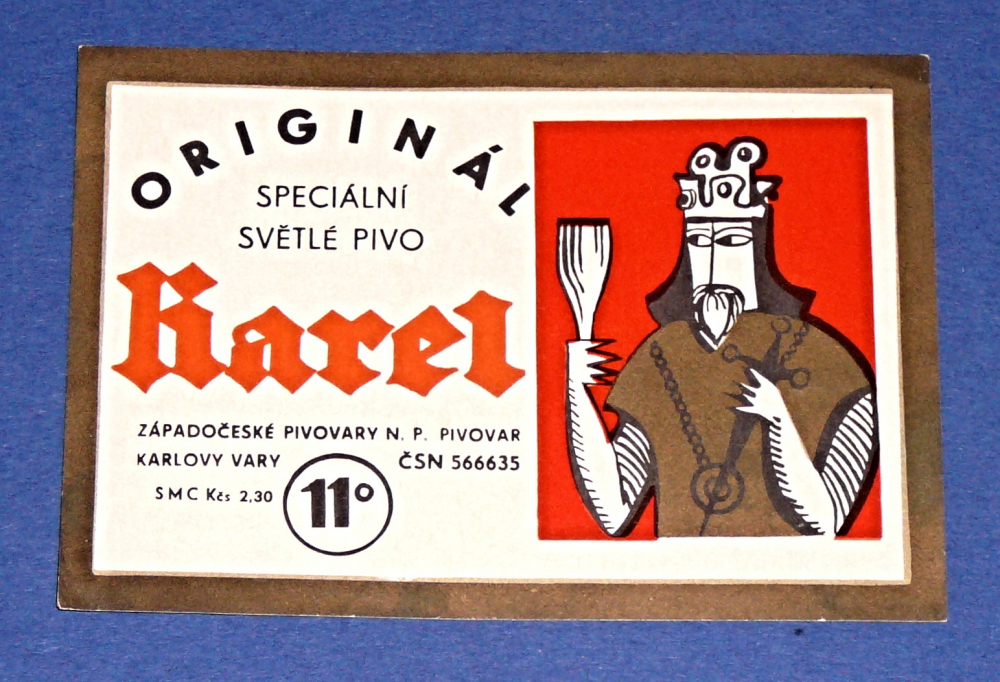 ORIGINÁL
SPECIÁLNÍ
SVĚTLÉ PIVO
Karel
ZÁPADOČESKÉ PIVOVARY N. P. PIVOVAR
KARLOVY VARY ČSN 566635
SMC Kčs 2,30
11°